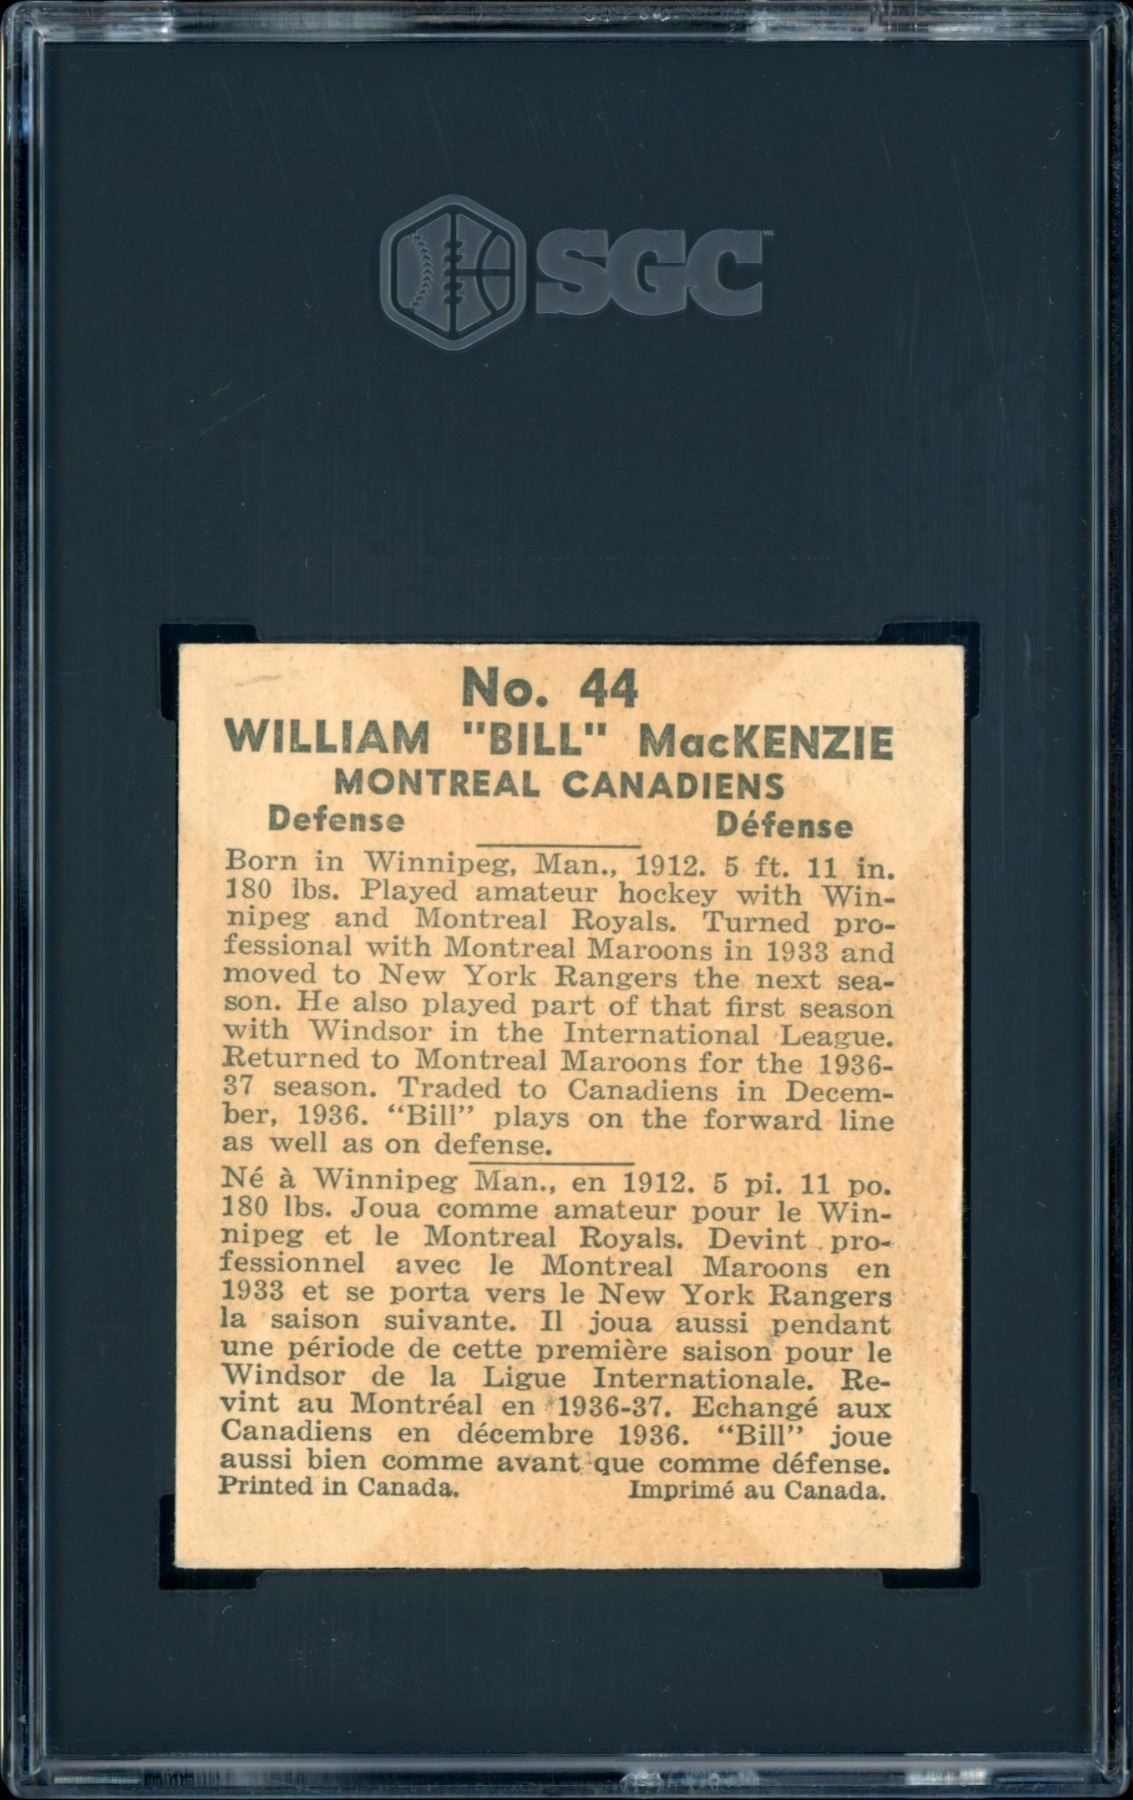 SGC
No. 44
WILLIAM "BILL" MacKENZIE
MONTREAL CANADIENS
Defense Défense
Born in Winnipeg, Man., 1912. 5 ft. 11 in.
180 lbs. Played amateur hockey with Win-
nipeg and Montreal Royals. Turned pro-
fessional with Montreal Maroons in 1933 and
moved to New York Rangers the next sea-
son. He also played part of that first season
with Windsor in the International League.
Returned to Montreal Maroons for the 1936-
37 season. Traded to Canadiens in Decem-
ber, 1936. “Bill” plays on the forward line
as well as on defense.
Né à Winnipeg Man., en 1912. 5 pi. 11 po.
180 lbs. Joua comme amateur pour le Win-
nipeg et le Montreal Royals. Devint pro-
fessionnel avec le Montreal Maroons en
1933 et se porta vers le New York Rangers
la saison suivante. Il joua aussi pendant
une période de cette première saison pour le
Windsor de la Ligue Internationale. Re-
vint au Montréal en 1936-37. Echangé aux
Canadiens en décembre 1936. “Bill” joue
aussi bien comme avant que comme défense.
Printed in Canada. Imprimé au Canada.